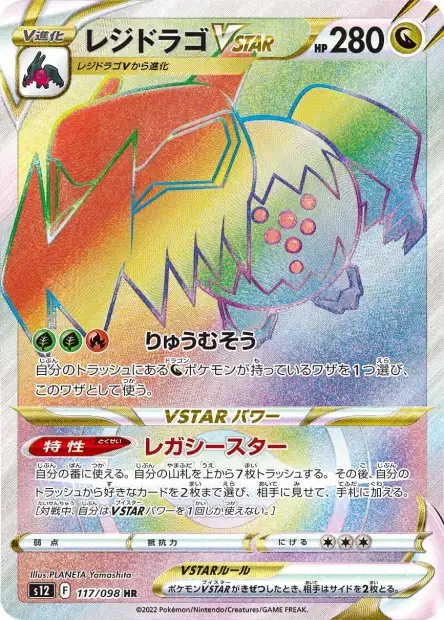 V進化 レジドラゴVSTAR HP280
レジドラゴVから進化
りゅうむそう
自分のトラッシュにあるポケモンが持っているワザを1つ選び、
このワザとして使う。
VSTARパワー
特性 とくせい レガシースター
自分の番に使える。自分の山札を上から7枚トラッシュする。その後、自分の
トラッシュから好きなカードを2枚まで選び、相手に見せて、手札に加える。
[対戦中、自分はVSTARパワーを1回しか使えない。]
弱点 抵抗力 にげる
Illus.PLANETA Yamashita
VSTARルール
s12 F 117/098 HR
VSTARポケモンがきぜつしたとき、相手はサイドを2枚とる。
©2022 Pokémon/Nintendo/Creatures/GAME FREAK.